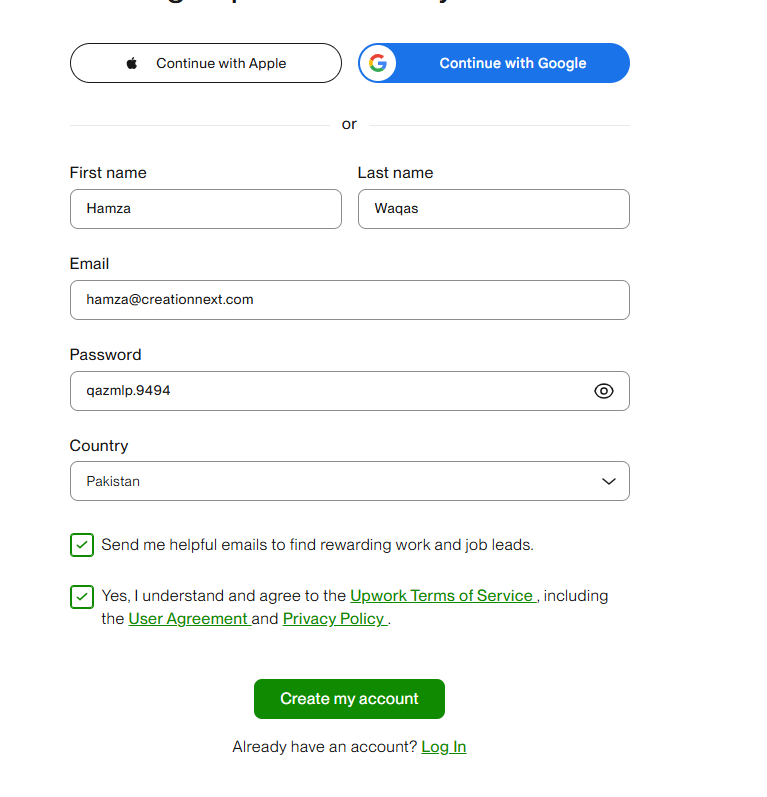 Continue with Apple
Continue with Google
or
First name
Last name
Hamza
Waqas
Email
hamza@creationnext.com
Password
qazmlp.9494
Country
Pakistan
Send me helpful emails to find rewarding work and job leads.
Yes, I understand and agree to the Upwork Terms of Service , including
the User Agreement and Privacy Policy .
Create my account
Already have an account? Log In